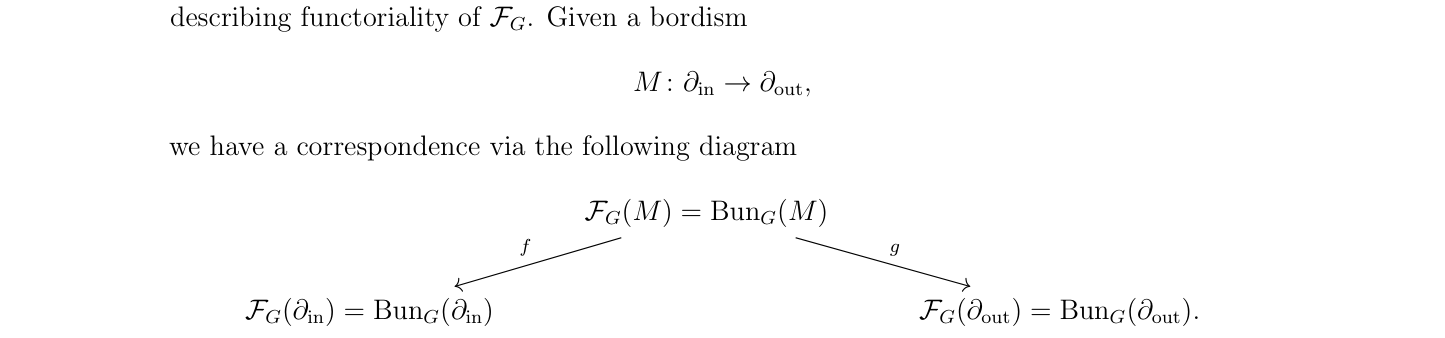 describing functoriality of ℱ_G. Given a bordism
M : ∂_in → ∂_out,
we have a correspondence via the following diagram
ℱ_G(M) = Bun_G(M)
f g
ℱ_G(∂_in) = Bun_G(∂_in) ℱ_G(∂_out) = Bun_G(∂_out).